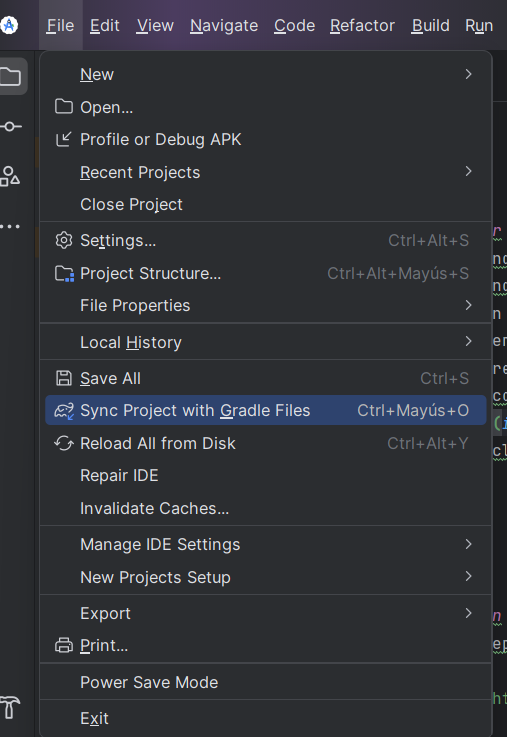 File Edit View Navigate Code Refactor Build Run
New
Open...
Profile or Debug APK
Recent Projects
Close Project
Settings... Ctrl+Alt+S
Project Structure... Ctrl+Alt+Mayús+S
File Properties
Local History
Save All Ctrl+S
Sync Project with Gradle Files Ctrl+Mayús+O
Reload All from Disk Ctrl+Alt+Y
Repair IDE
Invalidate Caches...
Manage IDE Settings
New Projects Setup
Export
Print...
Power Save Mode
Exit